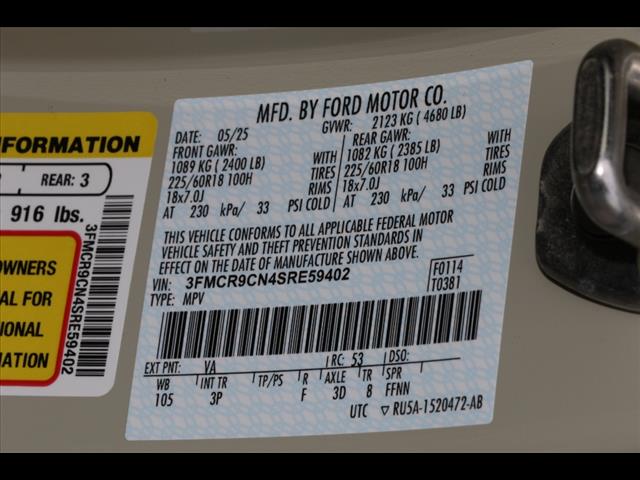 INFORMATION
REAR: 3
916 lbs.
OWNERS
AL FOR
IONAL
ATION
3FMCR9CN4SRE59402
MFD. BY FORD MOTOR CO.
DATE: 05/25 GVWR: 2123 KG ( 4680 LB)
FRONT GAWR: REAR GAWR:
1089 KG ( 2400 LB) WITH 1082 KG ( 2385 LB) WITH
225/60R18 100H TIRES 225/60R18 100H TIRES
18x7.0J RIMS 18x7.0J RIMS
AT 230 kPa/ 33 PSI COLD AT 230 kPa/ 33 PSI COLD
THIS VEHICLE CONFORMS TO ALL APPLICABLE FEDERAL MOTOR
VEHICLE SAFETY AND THEFT PREVENTION STANDARDS IN
EFFECT ON THE DATE OF MANUFACTURE SHOWN ABOVE.
VIN: 3FMCR9CN4SRE59402 F0114
TYPE: MPV T0381
EXT PNT: VA RC: 53 DSO:
WB INT TR TP/PS R AXLE TR SPR
105 3P F 3D 8 FFNN
UTC ▽ RU5A-1520472-AB